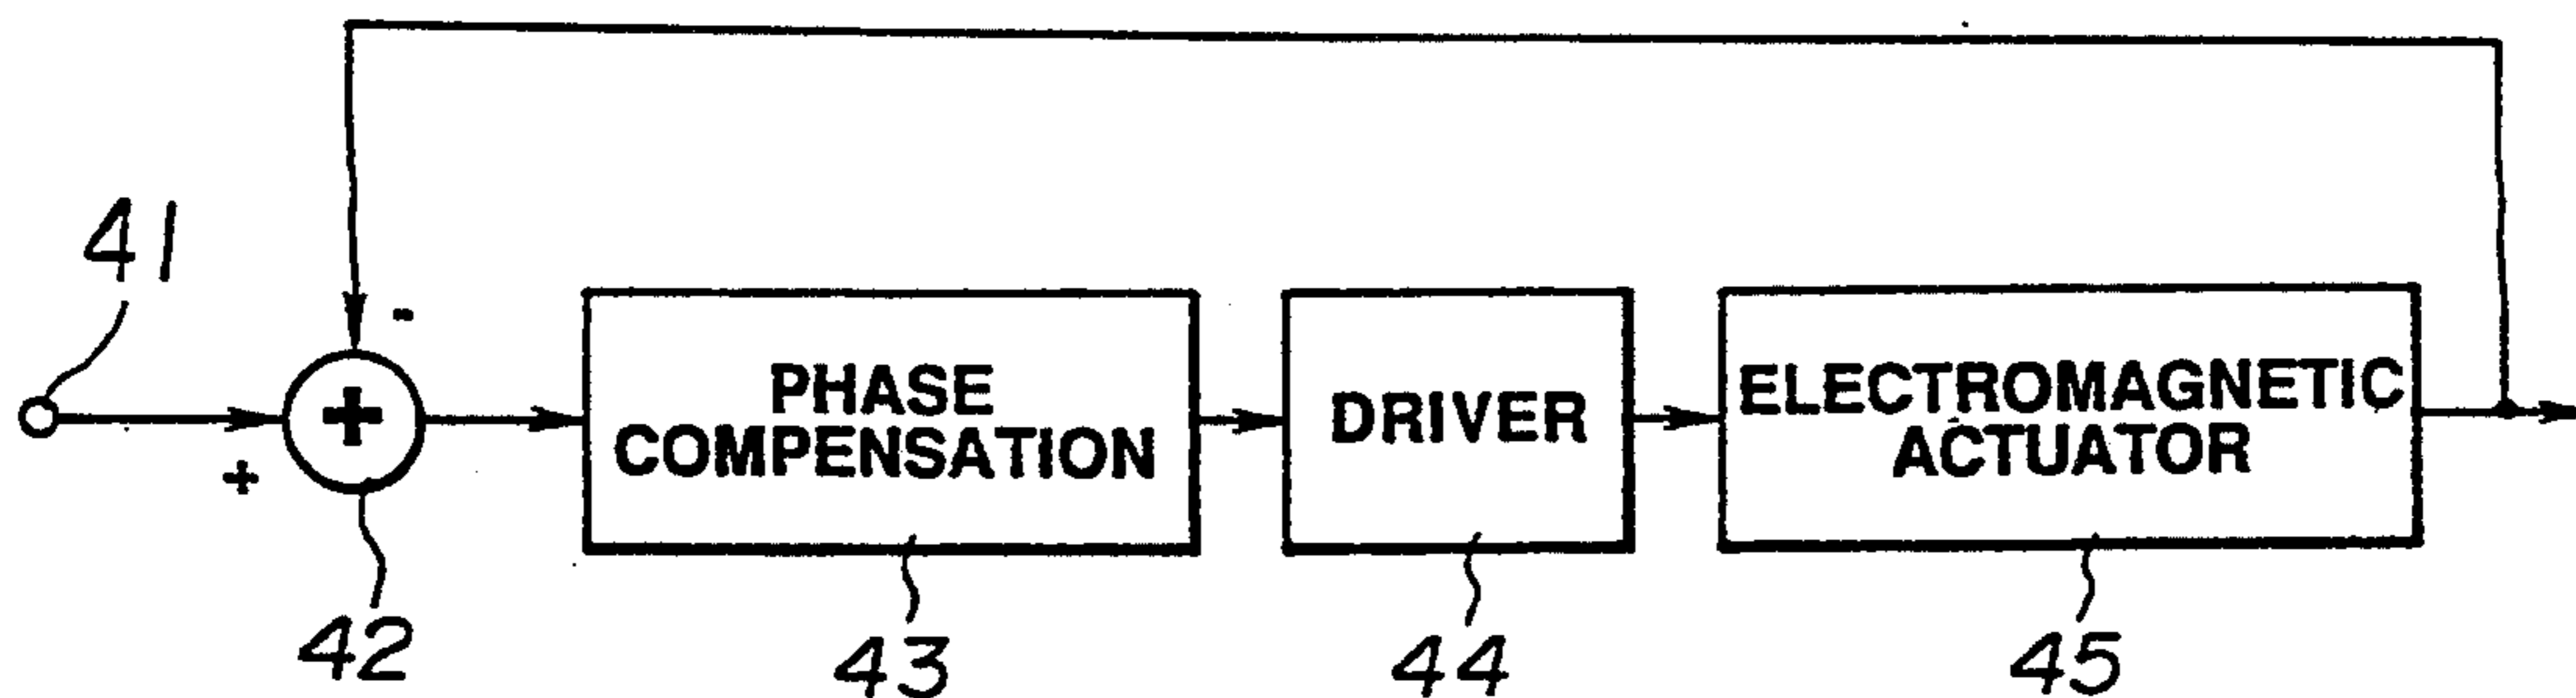 41
-
+
+
PHASE
COMPENSATION
DRIVER
ELECTROMAGNETIC
ACTUATOR
42
43
44
45